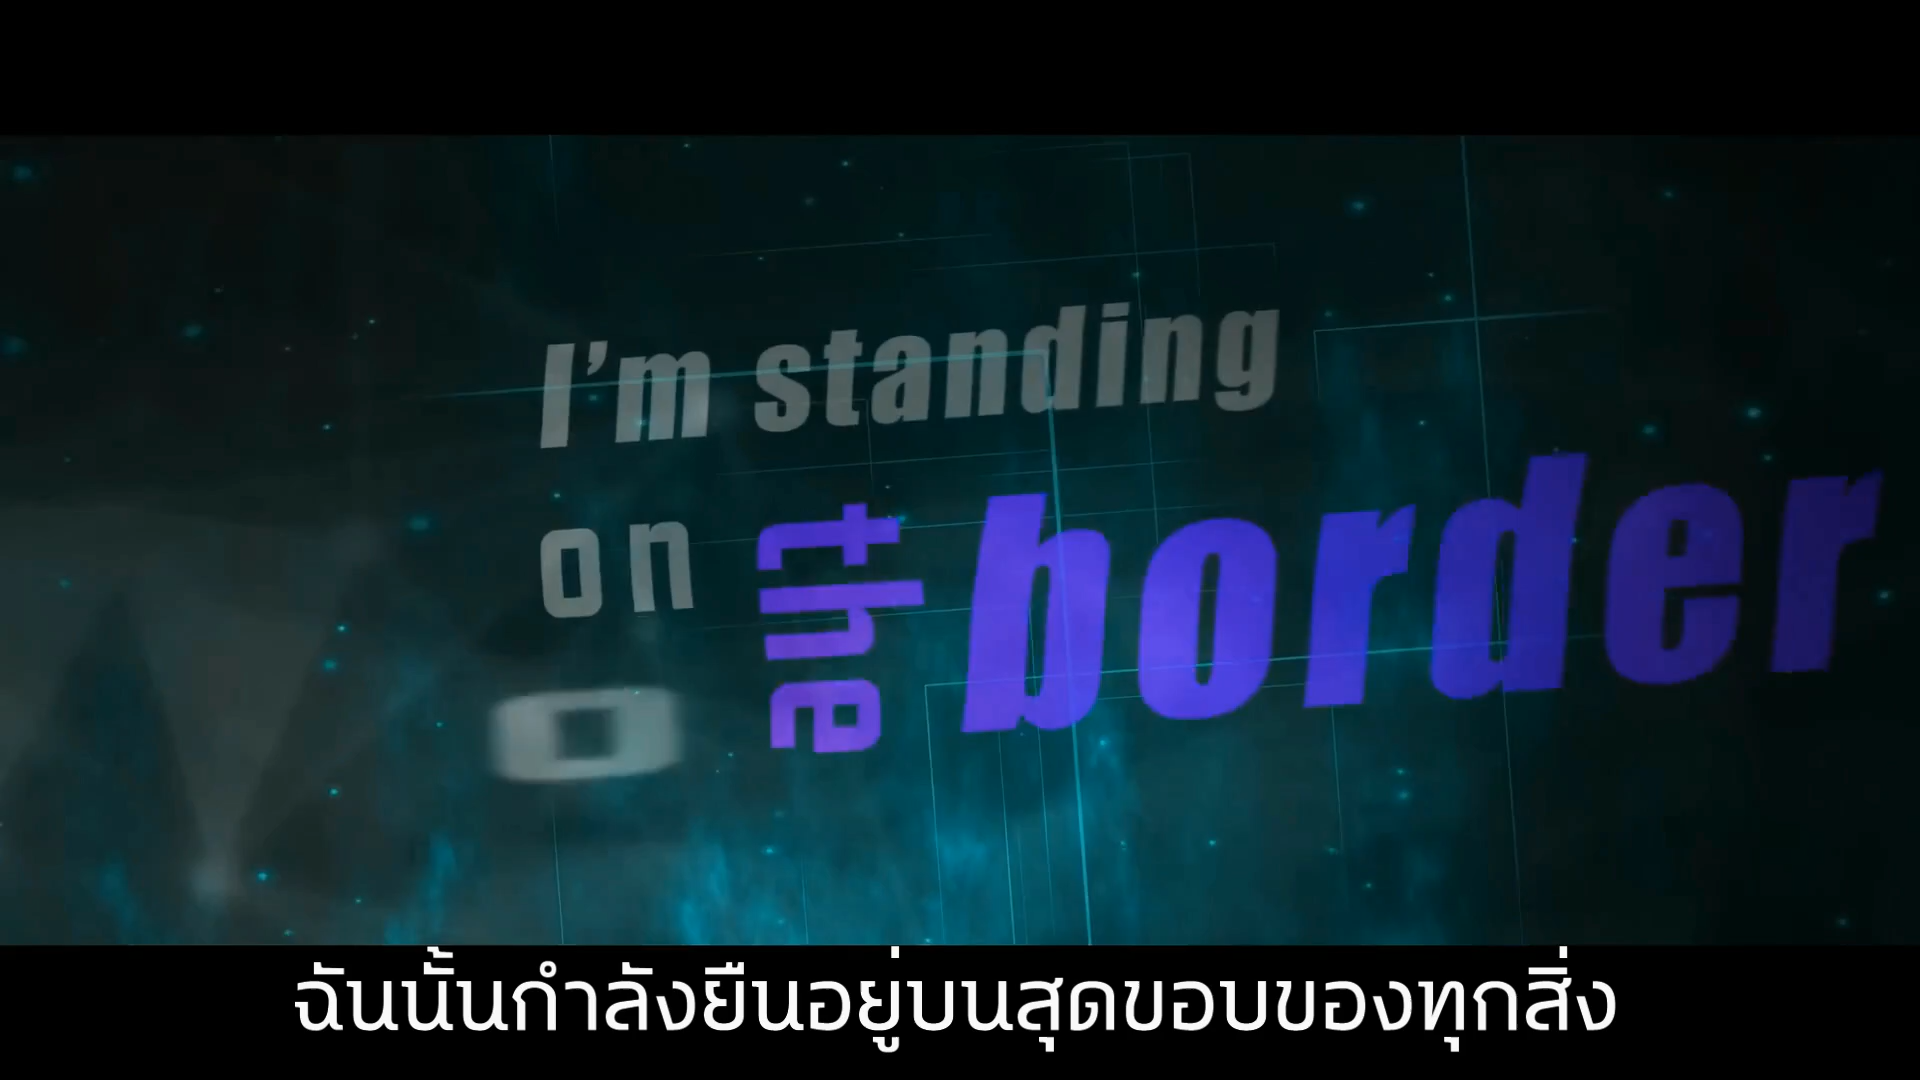 I'm standing
on the border
o
ฉันนั้นกำลังยืนอยู่บนสุดขอบของทุกสิ่ง